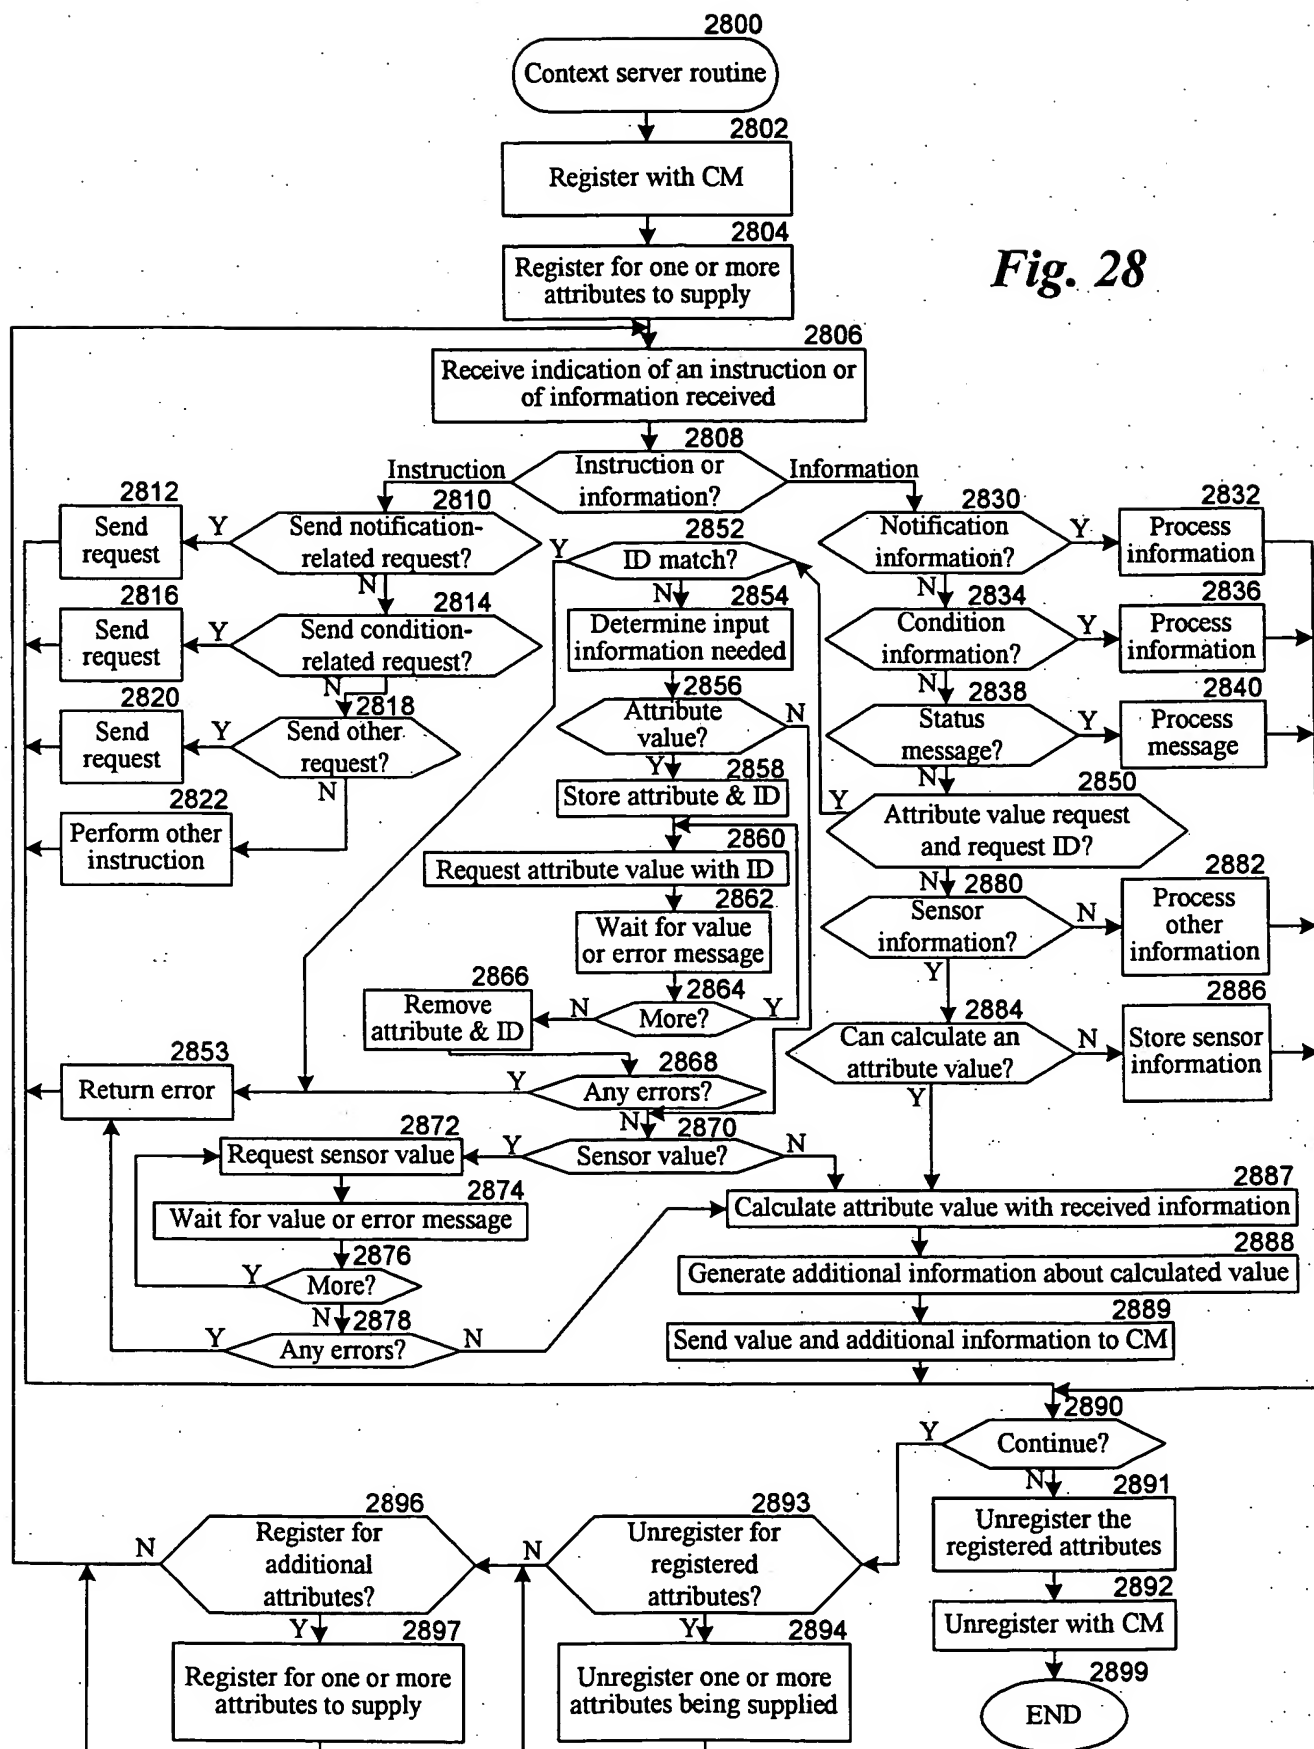 2800
Context server routine
2802
Register with CM
2804
Register for one or more
attributes to supply
Fig. 28
2806
Receive indication of an instruction or
of information received
2808
Instruction or
information?
Instruction
Information
2812
Send
request
Y
2810
Send notification-
related request?
N
2816
Send
request
Y
2814
Send condition-
related request?
N
2820
Send
request
Y
2818
Send other
request?
N
2822
Perform other
instruction
2852
Y
ID match?
N
2854
Determine input
information needed
2856
Attribute
value?
N
Y
2858
Store attribute & ID
2860
Request attribute value with ID
2862
Wait for value
or error message
2864
More?
N
Y
2866
Remove
attribute & ID
2868
Any errors?
Y
N
2853
Return error
2870
Sensor value?
Y
N
2872
Request sensor value
2874
Wait for value or error message
2876
More?
Y
N
2878
Any errors?
Y
N
2830
Notification
information?
Y
N
2832
Process
information
2834
Condition
information?
Y
N
2836
Process
information
2838
Status
message?
Y
N
2840
Process
message
2850
Attribute value request
and request ID?
Y
N
2880
Sensor
information?
N
Y
2882
Process
other
information
2884
Can calculate an
attribute value?
N
Y
2886
Store sensor
information
2887
Calculate attribute value with received information
2888
Generate additional information about calculated value
2889
Send value and additional information to CM
2890
Continue?
Y
N
2891
Unregister the
registered attributes
2892
Unregister with CM
2899
END
2893
Unregister for
registered
attributes?
N
Y
2894
Unregister one or more
attributes being supplied
2896
Register for
additional
attributes?
N
Y
2897
Register for one or more
attributes to supply